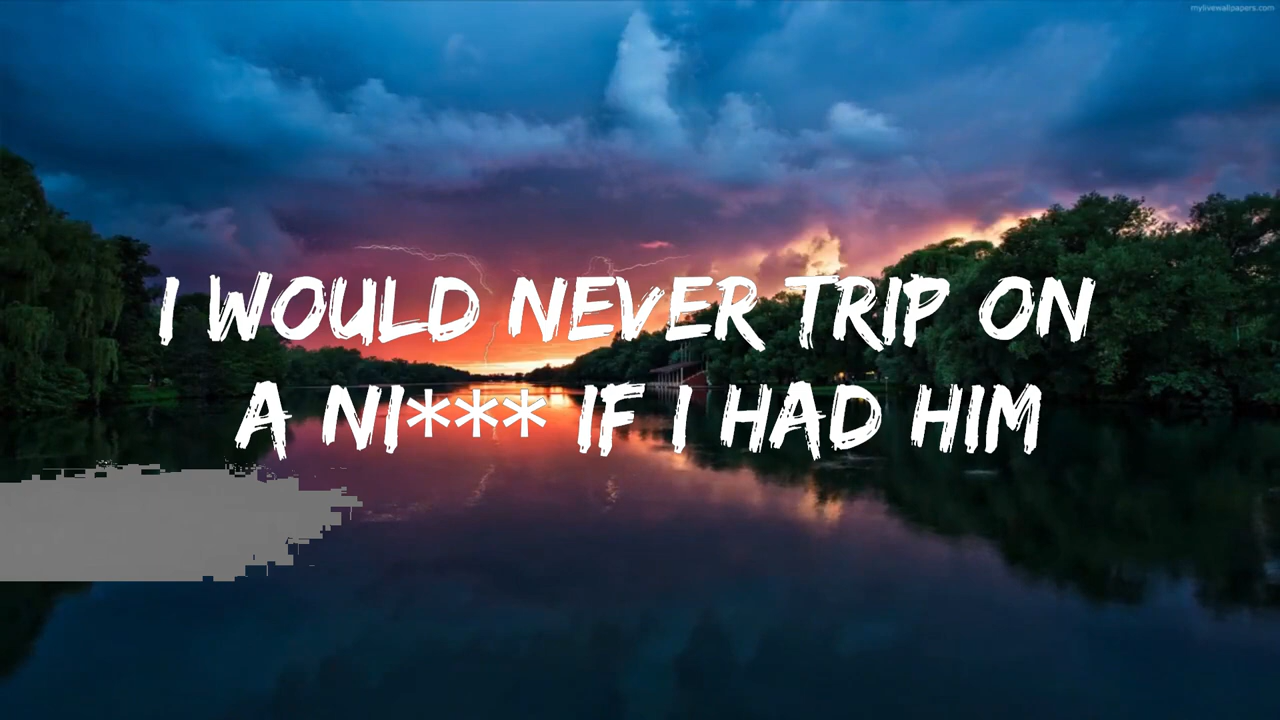 mylivewallpapers.com
I WOULD NEVER TRIP ON
A NI*** IF I HAD HIM